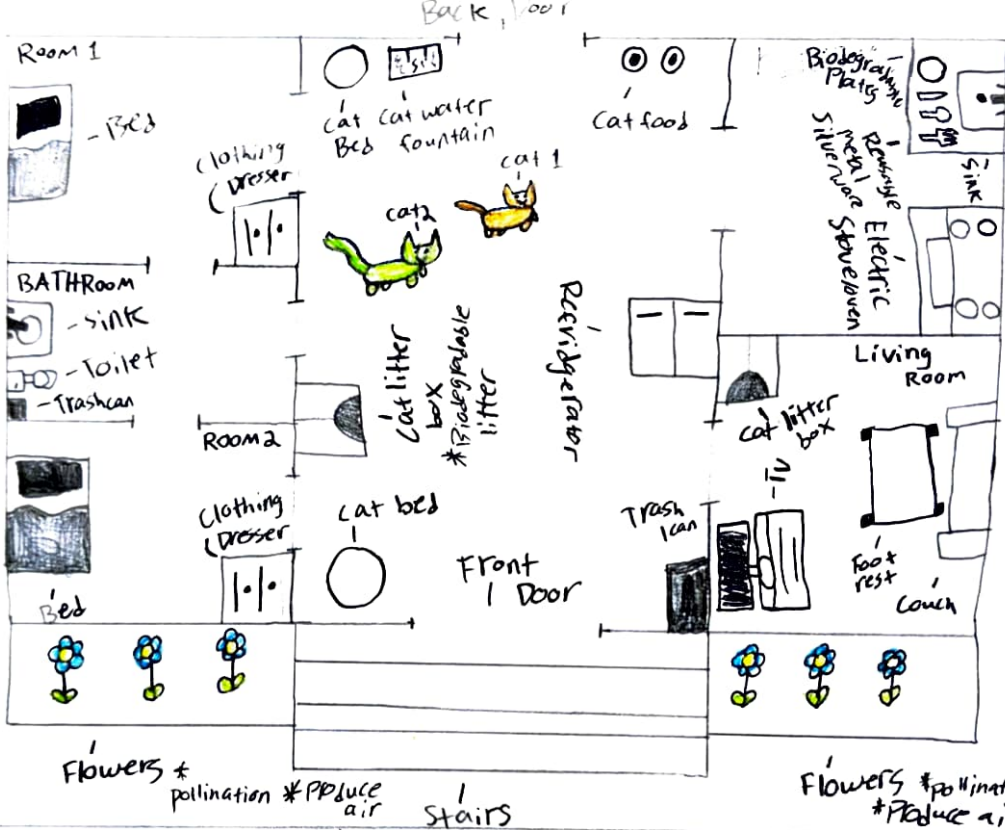 Back Door
ROOM 1
Bed
Clothing
Dresser
Cat
Bed
Cat water
fountain
Cat food
Biodegradable
Plates
Reusable
metal
Silverware
Sink
Electric
Stove/oven
cat 1
cat2
BATHROOM
Sink
Toilet
Trashcan
Cat litter
box
*Biodegradable
litter
Refridgerator
Living
Room
Cat litter
box
TV
ROOM 2
Clothing
Dresser
Cat bed
Trash
can
Foot
rest
Couch
Front
Door
Bed
Flowers *
pollination *Produce
air
Stairs
Flowers *pollinat
*Produce a